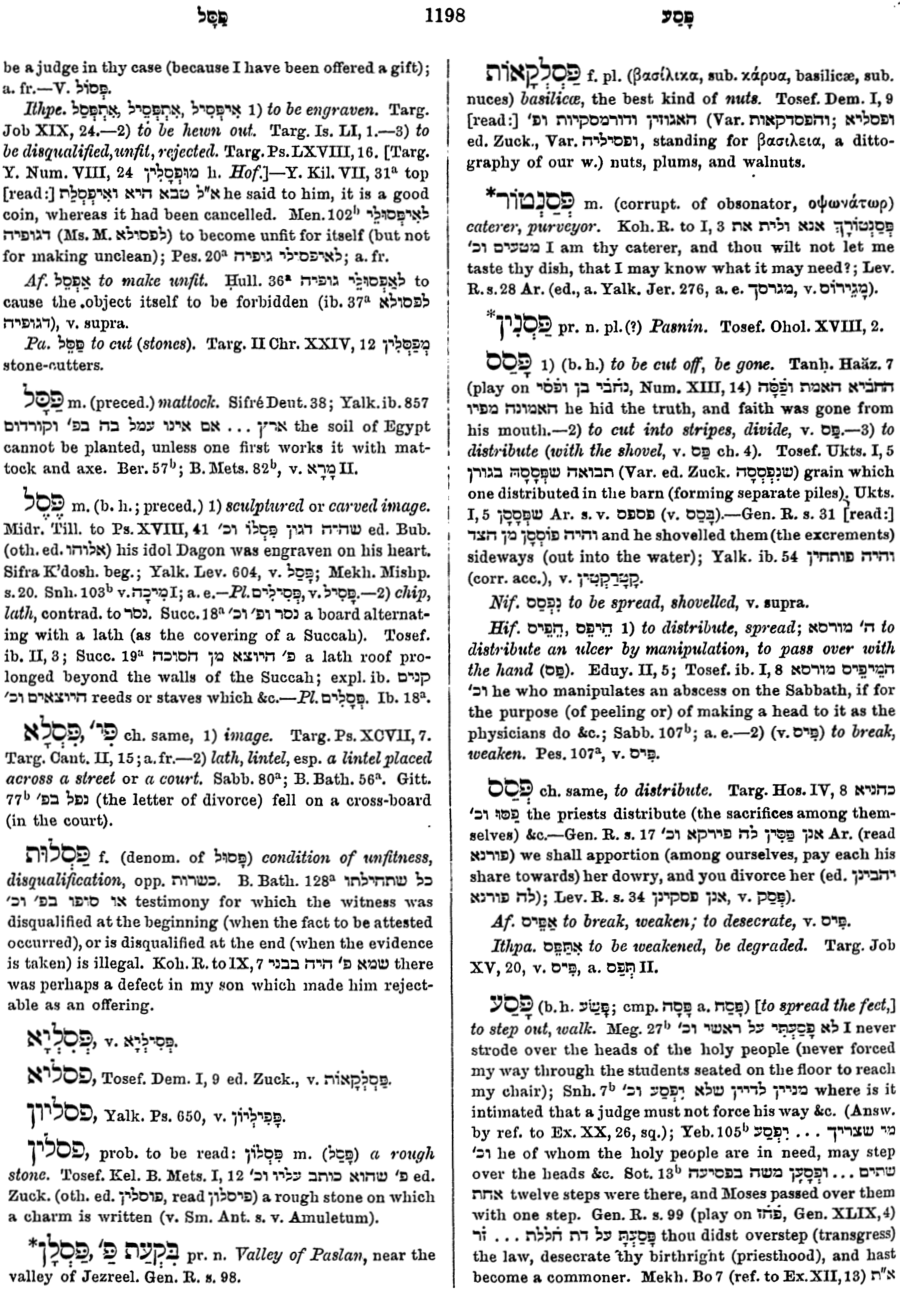 פָּסַל 1198 פָּסַע
be a judge in thy case (because I have been offered a gift);
a. fr.—V. פָּסוּל.
Ithpe. אִיפְּסִיל, אִתְפְּסִיל, אִתְפְּסֵל 1) to be engraven. Targ.
Job XIX, 24.—2) to be hewn out. Targ. Is. LI, 1.—3) to
be disqualified, unfit, rejected. Targ. Ps. LXVIII, 16. [Targ.
Y. Num. VIII, 24 מוּפְסְלִין h. Hof.]—Y. Kil. VII, 31ᵃ top
[read:] א״ל טבא היא ואִיפְּסְלַת he said to him, it is a good
coin, whereas it had been cancelled. Men. 102ᵇ לאִיפְּסוּלֵי
דגופיה (Ms. M. לפסולא) to become unfit for itself (but not
for making unclean); Pes. 20ᵃ לאיפסילי גופיה; a. fr.
Af. אַפְסֵל to make unfit. Ḥull. 36ᵃ לאַפְסוּלֵי גופיה to
cause the object itself to be forbidden (ib. 37ᵃ לפסולא
דגופיה), v. supra.
Pa. פַּסֵּל to cut (stones). Targ. II Chr. XXIV, 12 מְפַסְּלִין
stone-cutters.
פַּסָּל m. (preced.) mattock. Sifré Deut. 38; Yalk. ib. 857
ארץ ... אם אינו עמל בה בפ׳ וקורדום the soil of Egypt
cannot be planted, unless one first works it with mat-
tock and axe. Ber. 57ᵇ; B. Mets. 82ᵇ, v. מָרָא II.
פֶּסֶל m. (b. h.; preced.) 1) sculptured or carved image.
Midr. Till. to Ps. XVIII, 41 שהיה דגון פִּסְלוֹ וכ׳ ed. Bub.
(oth. ed. אלוהו) his idol Dagon was engraven on his heart.
Sifra K'dosh. beg.; Yalk. Lev. 604, v. פָּסַל; Mekh. Mishp.
s. 20. Snh. 103ᵇ v. מִיכָה I; a. e.—Pl. פְּסִילִים, v. פָּסִיל.—2) chip,
lath, contrad. to נסר. Succ. 18ᵃ נסר ופ׳ וכ׳ a board alternat-
ing with a lath (as the covering of a Succah). Tosef.
ib. II, 3; Succ. 19ᵃ פ׳ היוצא מן הסוכה a lath roof pro-
longed beyond the walls of the Succah; expl. ib. קנים
היוצאים וכ׳ reeds or staves which &c.—Pl. פְּסָלִים. Ib. 18ᵃ.
פִּסְלָא, פִּי׳ ch. same, 1) image. Targ. Ps. XCVII, 7.
Targ. Cant. II, 15; a. fr.—2) lath, lintel, esp. a lintel placed
across a street or a court. Sabb. 80ᵃ; B. Bath. 56ᵃ. Gitt.
77ᵇ נפל בפ׳ (the letter of divorce) fell on a cross-board
(in the court).
פַּסְלוּת f. (denom. of פָּסוּל) condition of unfitness,
disqualification, opp. כשרות. B. Bath. 128ᵃ כל שתחילתו
או סופו בפ׳ וכ׳ testimony for which the witness was
disqualified at the beginning (when the fact to be attested
occurred), or is disqualified at the end (when the evidence
is taken) is illegal. Koh. R. to IX, 7 שמא פ׳ היה בבני there
was perhaps a defect in my son which made him reject-
able as an offering.
פְּסִלְיָא, v. פְּסִילְיָא.
פסליא, Tosef. Dem. I, 9 ed. Zuck., v. פַּסְלְקָאוֹת.
פסליון, Yalk. Ps. 650, v. פַּפִּילְיוֹן.
פסלין, prob. to be read: פִּסְלוֹן m. (פָּסַל) a rough
stone. Tosef. Kel. B. Mets. I, 12 פ׳ שהוא כותב עליו וכ׳ ed.
Zuck. (oth. ed. פוסלין, read פיסלון) a rough stone on which
a charm is written (v. Sm. Ant. s. v. Amuletum).
*פַּסְלָן, בִּקְעַת פַּ׳ pr. n. Valley of Paslan, near the
valley of Jezreel. Gen. R. s. 98.
פַּסְלְקָאוֹת f. pl. (βασίλικα, sub. κάρυα, basilicæ, sub.
nuces) basilicæ, the best kind of nuts. Tosef. Dem. I, 9
[read:] האגוזין ודורמסקיות ופ׳ (Var. והפסדקאות; ופסליא
ed. Zuck., Var. ופסיליה, standing for βασιλεια, a ditto-
graphy of our w.) nuts, plums, and walnuts.
*פְּסַנְטוֹר m. (corrupt. of obsonator, οψωνάτωρ)
caterer, purveyor. Koh. R. to I, 3 פְּסַנְטוֹרָךְ אנא ולית את
מטעים וכ׳ I am thy caterer, and thou wilt not let me
taste thy dish, that I may know what it may need?; Lev.
R. s. 28 Ar. (ed., a. Yalk. Jer. 276, a. e. מגרסך, v. מָגֵירוֹס).
*פַּסְנִין pr. n. pl. (?) Pasnin. Tosef. Ohol. XVIII, 2.
פָּסַס 1) (b. h.) to be cut off, be gone. Tanḥ. Haăz. 7
(play on נחבי בן ופסי, Num. XIII, 14) החביא האמת ופַסָּה
האמונה מפיו he hid the truth, and faith was gone from
his mouth.—2) to cut into stripes, divide, v. פַּס.—3) to
distribute (with the shovel, v. פַּס ch. 4). Tosef. Ukts. I, 5
תבואה שפְּסָסָהּ בגורן (Var. ed. Zuck. שנִפְסְסָה) grain which
one distributed in the barn (forming separate piles). Ukts.
I, 5 שפְּסָסָן Ar. s. v. פספס (v. בָּסַס).—Gen. R. s. 31 [read:]
והיה פוֹסְסָן מן הצד and he shovelled them (the excrements)
sideways (out into the water); Yalk. ib. 54 והיה פותחין
(corr. acc.), v. קָטָרַקְטִין.
Nif. נִפְסַס to be spread, shovelled, v. supra.
Hif. הֵיפֵס, הֵפִיס 1) to distribute, spread; ה׳ מורסא to
distribute an ulcer by manipulation, to pass over with
the hand (פַּס). Eduy. II, 5; Tosef. ib. I, 8 המֵיפִיס מורסא
וכ׳ he who manipulates an abscess on the Sabbath, if for
the purpose (of peeling or) of making a head to it as the
physicians do &c.; Sabb. 107ᵇ; a. e.—2) (v. פִּיס) to break,
weaken. Pes. 107ᵃ, v. פִּיס.
פְּסַס ch. same, to distribute. Targ. Hos. IV, 8 כהניא
פַּסּוּ וכ׳ the priests distribute (the sacrifices among them-
selves) &c.—Gen. R. s. 17 אנן פַּסִּין לה פירקא וכ׳ Ar. (read
פורנא) we shall apportion (among ourselves, pay each his
share towards) her dowry, and you divorce her (ed. יהבינן
לה פורנא); Lev. R. s. 34 אנן פסקינן, v. פְּסַק).
Af. אֲפֵיס to break, weaken; to desecrate, v. פִּיס.
Ithpa. אִתְּפַס to be weakened, be degraded. Targ. Job
XV, 20, v. פִּיס, a. תְּפַס II.
פָּסַע (b. h. פָּשַׂע; cmp. פָּסָה a. פָּסַח) [to spread the feet,]
to step out, walk. Meg. 27ᵇ לא פָסַעְתִּי על ראשי וכ׳ I never
strode over the heads of the holy people (never forced
my way through the students seated on the floor to reach
my chair); Snh. 7ᵇ מניין לדיין שלא יִפְסַע וכ׳ where is it
intimated that a judge must not force his way &c. (Answ.
by ref. to Ex. XX, 26, sq.); Yeb. 105ᵇ מי שצריך ... יִפְסַע
וכ׳ he of whom the holy people are in need, may step
over the heads &c. Sot. 13ᵇ שתים ... ופְסָעָן משה בפסיעה
אחת twelve steps were there, and Moses passed over them
with one step. Gen. R. s. 99 (play on פחז, Gen. XLIX, 4)
פָּסַעְתָּ על דת חללת ... זר thou didst overstep (transgress)
the law, desecrate thy birthright (priesthood), and hast
become a commoner. Mekh. Bo 7 (ref. to Ex. XII, 13) א״ת